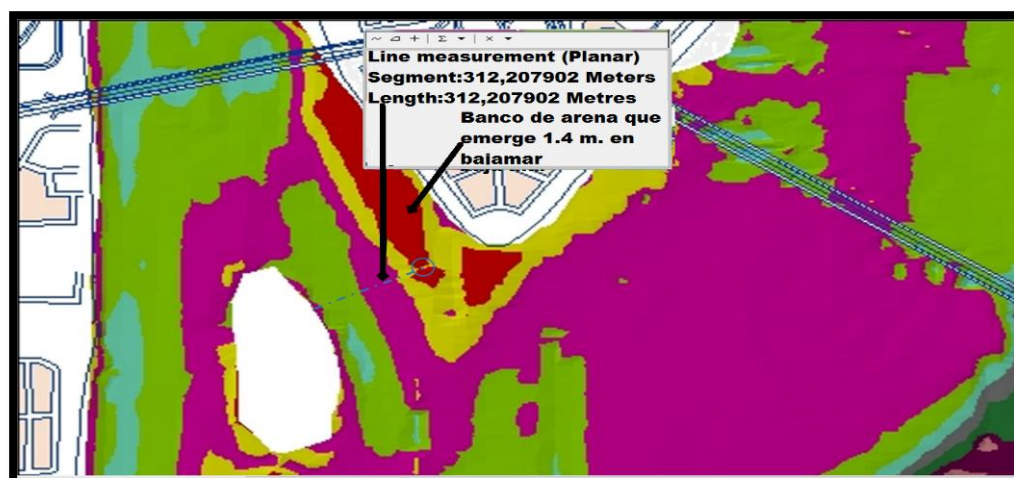 Line measurement (Planar)
Segment:312,207902 Meters
Length:312,207902 Metres
Banco de arena que
emerge 1.4 m. en
bajamar